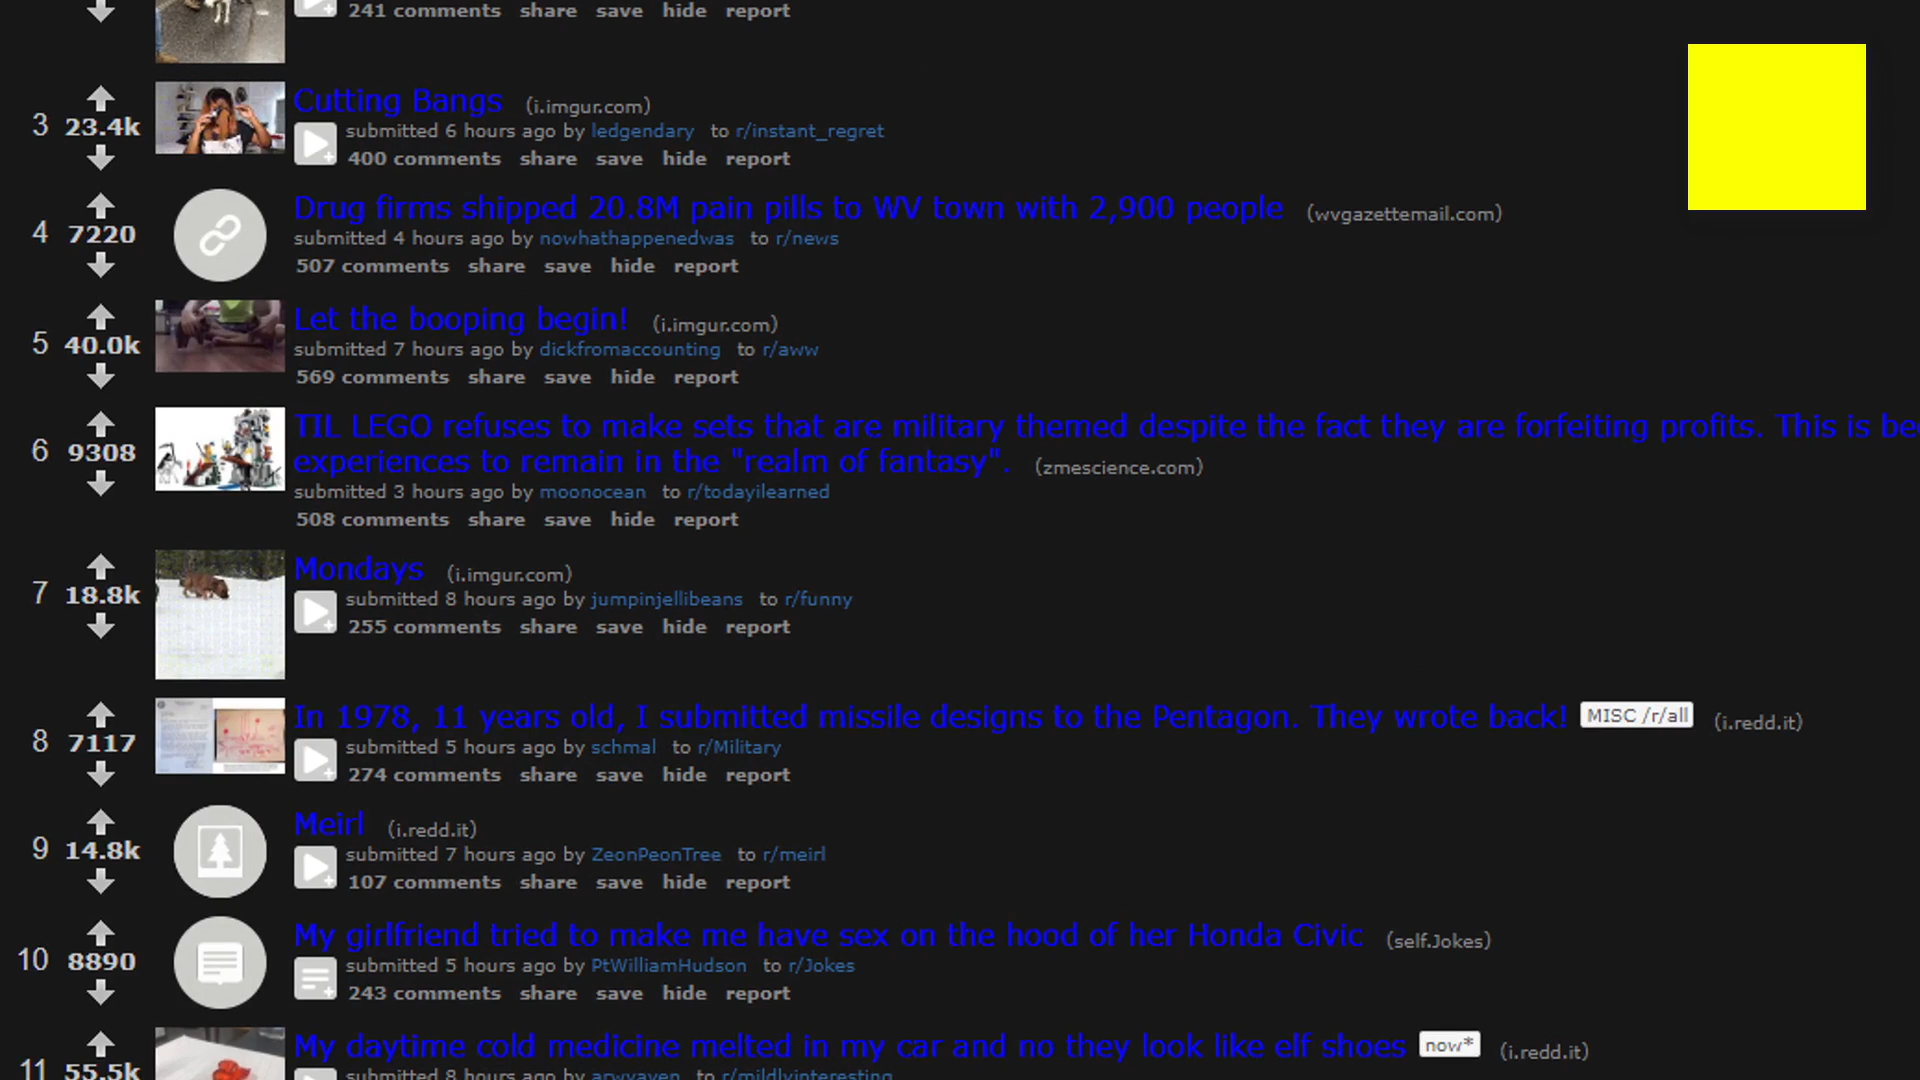 241 comments share save hide report
3 23.4k Cutting Bangs (i.imgur.com)
submitted 6 hours ago by ledgendary to r/instant_regret
400 comments share save hide report
4 7220 Drug firms shipped 20.8M pain pills to WV town with 2,900 people (wvgazettemail.com)
submitted 4 hours ago by nowhathappenedwas to r/news
507 comments share save hide report
5 40.0k Let the booping begin! (i.imgur.com)
submitted 7 hours ago by dickfromaccounting to r/aww
569 comments share save hide report
6 9308 TIL LEGO refuses to make sets that are military themed despite the fact they are forfeiting profits. This is
experiences to remain in the "realm of fantasy". (zmescience.com)
submitted 3 hours ago by moonocean to r/todayilearned
508 comments share save hide report
7 18.8k Mondays (i.imgur.com)
submitted 8 hours ago by jumpinjellibeans to r/funny
255 comments share save hide report
8 7117 In 1978, 11 years old, I submitted missile designs to the Pentagon. They wrote back! MISC /r/all (i.redd.it)
submitted 5 hours ago by schmal to r/Military
274 comments share save hide report
9 14.8k Meirl (i.redd.it)
submitted 7 hours ago by ZeonPeonTree to r/meirl
107 comments share save hide report
10 8890 My girlfriend tried to make me have sex on the hood of her Honda Civic (self.Jokes)
submitted 5 hours ago by PtWilliamHudson to r/Jokes
243 comments share save hide report
11 55.5k My daytime cold medicine melted in my car and no they look like elf shoes now* (i.redd.it)
submitted 8 hours ago by arwyaven to r/mildlyinteresting